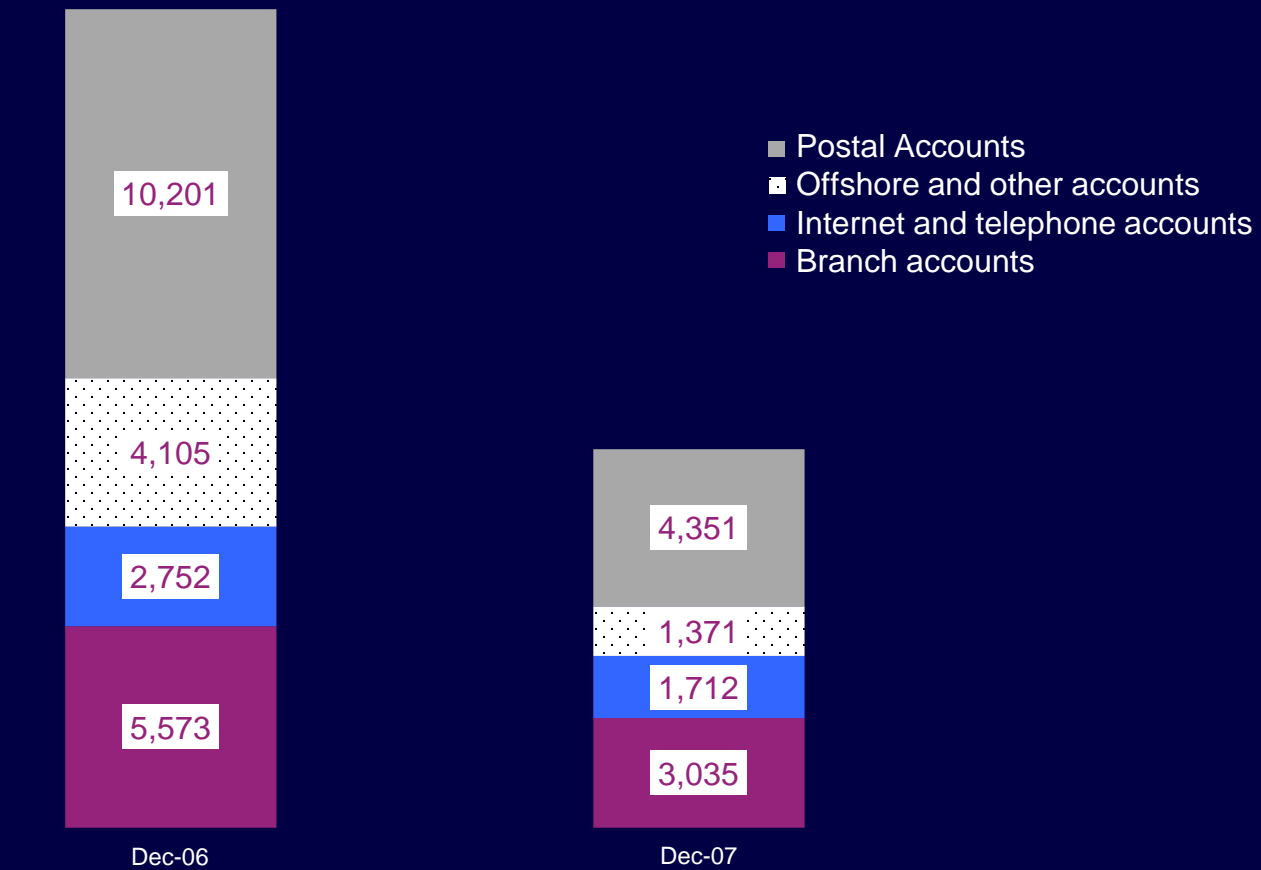 10,201
4,105
2,752
5,573
Dec-06
4,351
1,371
1,712
3,035
Dec-07
Postal Accounts
Offshore and other accounts
Internet and telephone accounts
Branch accounts